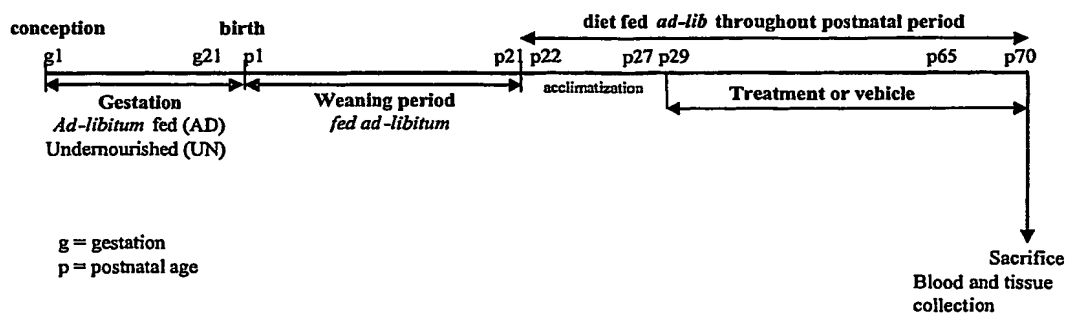 diet fed ad-lib throughout postnatal period
conception birth
g1 g21 p1 p21 p22 p27 p29 p65 p70
acclimatization
Gestation Weaning period Treatment or vehicle
Ad-libitum fed (AD) fed ad-libitum
Undernourished (UN)
g = gestation
p = postnatal age
Sacrifice
Blood and tissue
collection